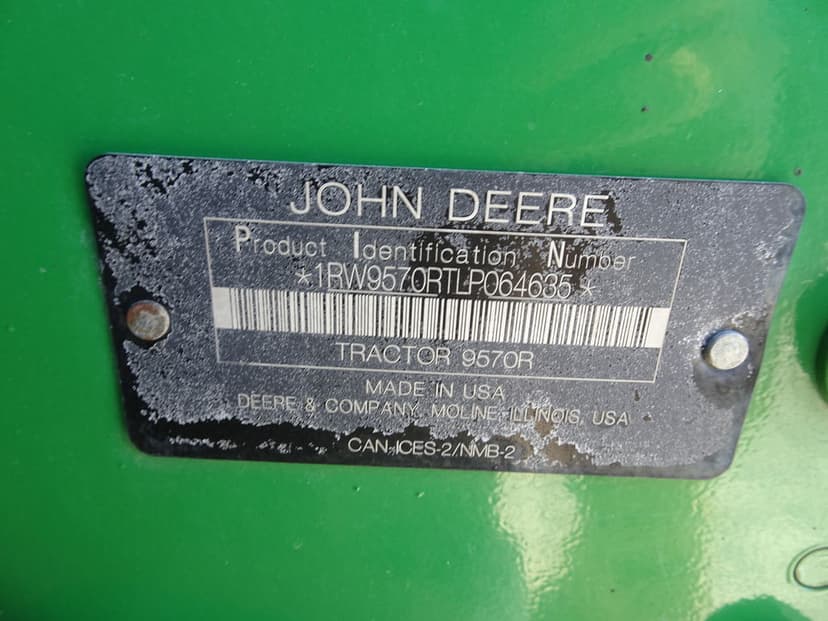 JOHN DEERE
Product Identification Number
*1RW9570RTLP064635*
TRACTOR 9570R
MADE IN USA
DEERE & COMPANY, MOLINE, ILLINOIS, USA
CAN ICES-2/NMB-2